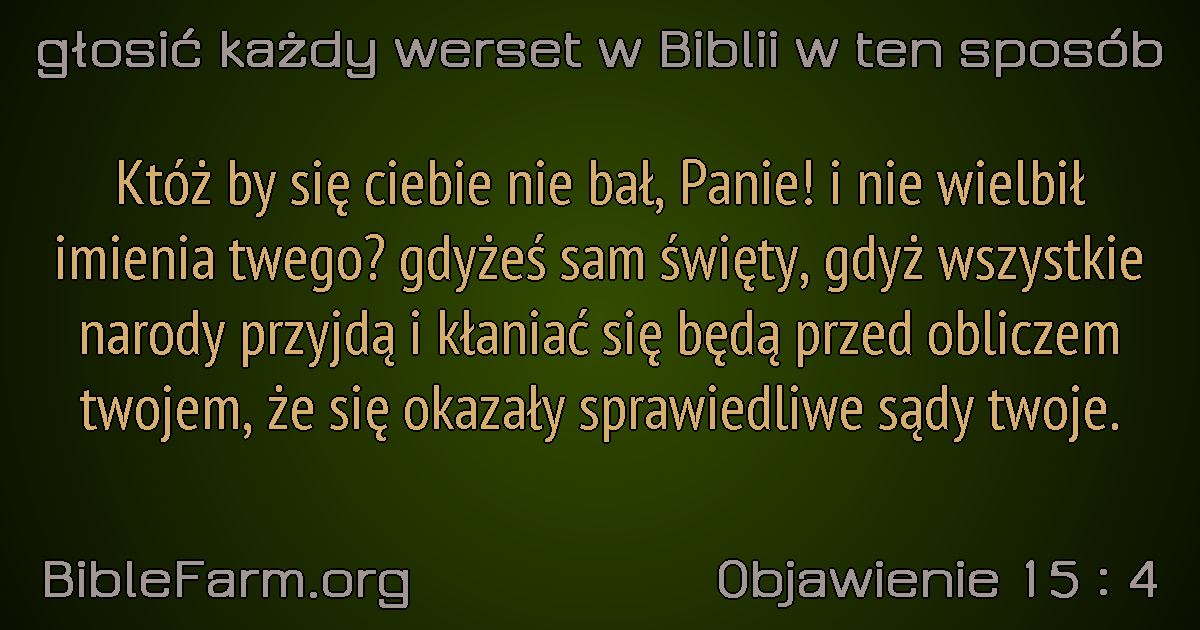 głosić każdy werset w Biblii w ten sposób
Któż by się ciebie nie bał, Panie! i nie wielbił
imienia twego? gdyżeś sam święty, gdyż wszystkie
narody przyjdą i kłaniać się będą przed obliczem
twojem, że się okazały sprawiedliwe sądy twoje.
BibleFarm.org
Objawienie 15 : 4